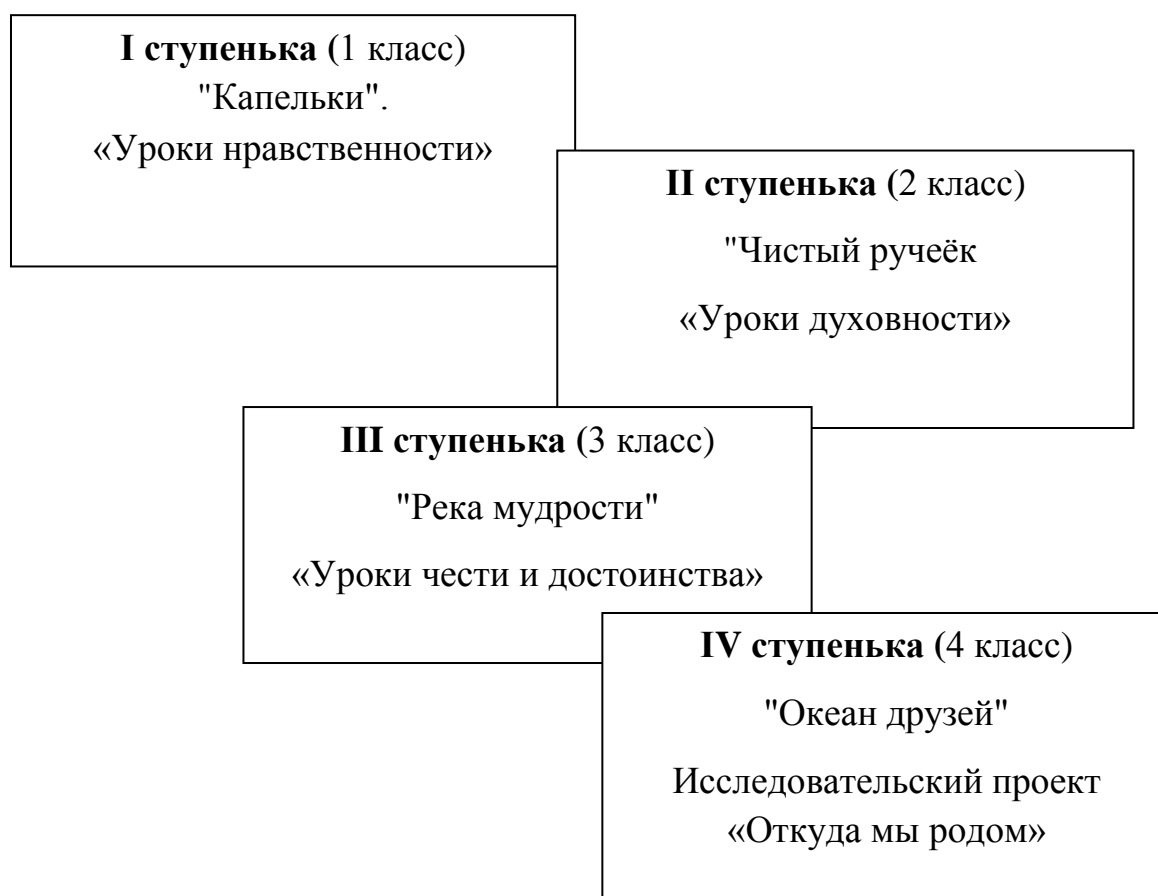 I ступенька (1 класс)
"Капельки".
«Уроки нравственности»
II ступенька (2 класс)
"Чистый ручеёк
«Уроки духовности»
III ступенька (3 класс)
"Река мудрости"
«Уроки чести и достоинства»
IV ступенька (4 класс)
"Океан друзей"
Исследовательский проект
«Откуда мы родом»